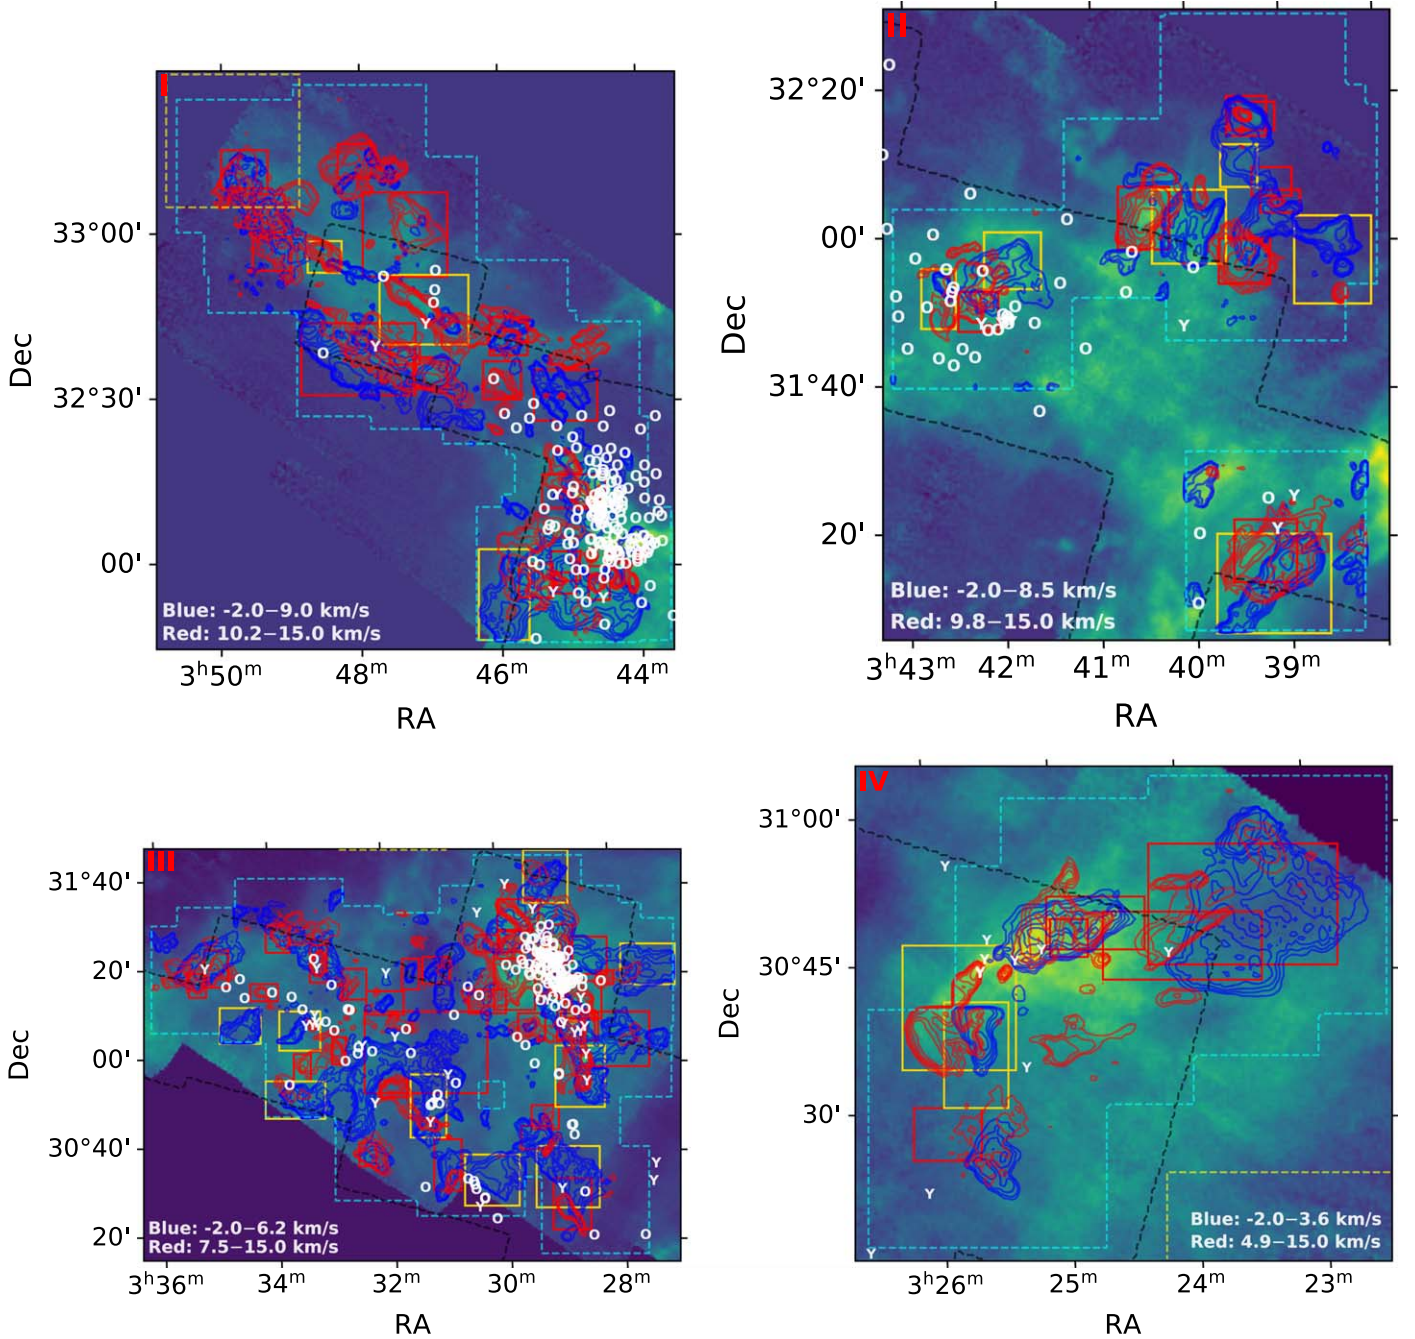 I
33°00'
32°30'
00'
Dec
Blue: -2.0−9.0 km/s
Red: 10.2−15.0 km/s
3h50m 48m 46m 44m
RA
II
32°20'
00'
31°40'
20'
Dec
Blue: -2.0−8.5 km/s
Red: 9.8−15.0 km/s
3h43m 42m 41m 40m 39m
RA
III
31°40'
20'
00'
30°40'
20'
Dec
Blue: -2.0−6.2 km/s
Red: 7.5−15.0 km/s
3h36m 34m 32m 30m 28m
RA
IV
31°00'
30°45'
30'
Dec
Blue: -2.0−3.6 km/s
Red: 4.9−15.0 km/s
3h26m 25m 24m 23m
RA